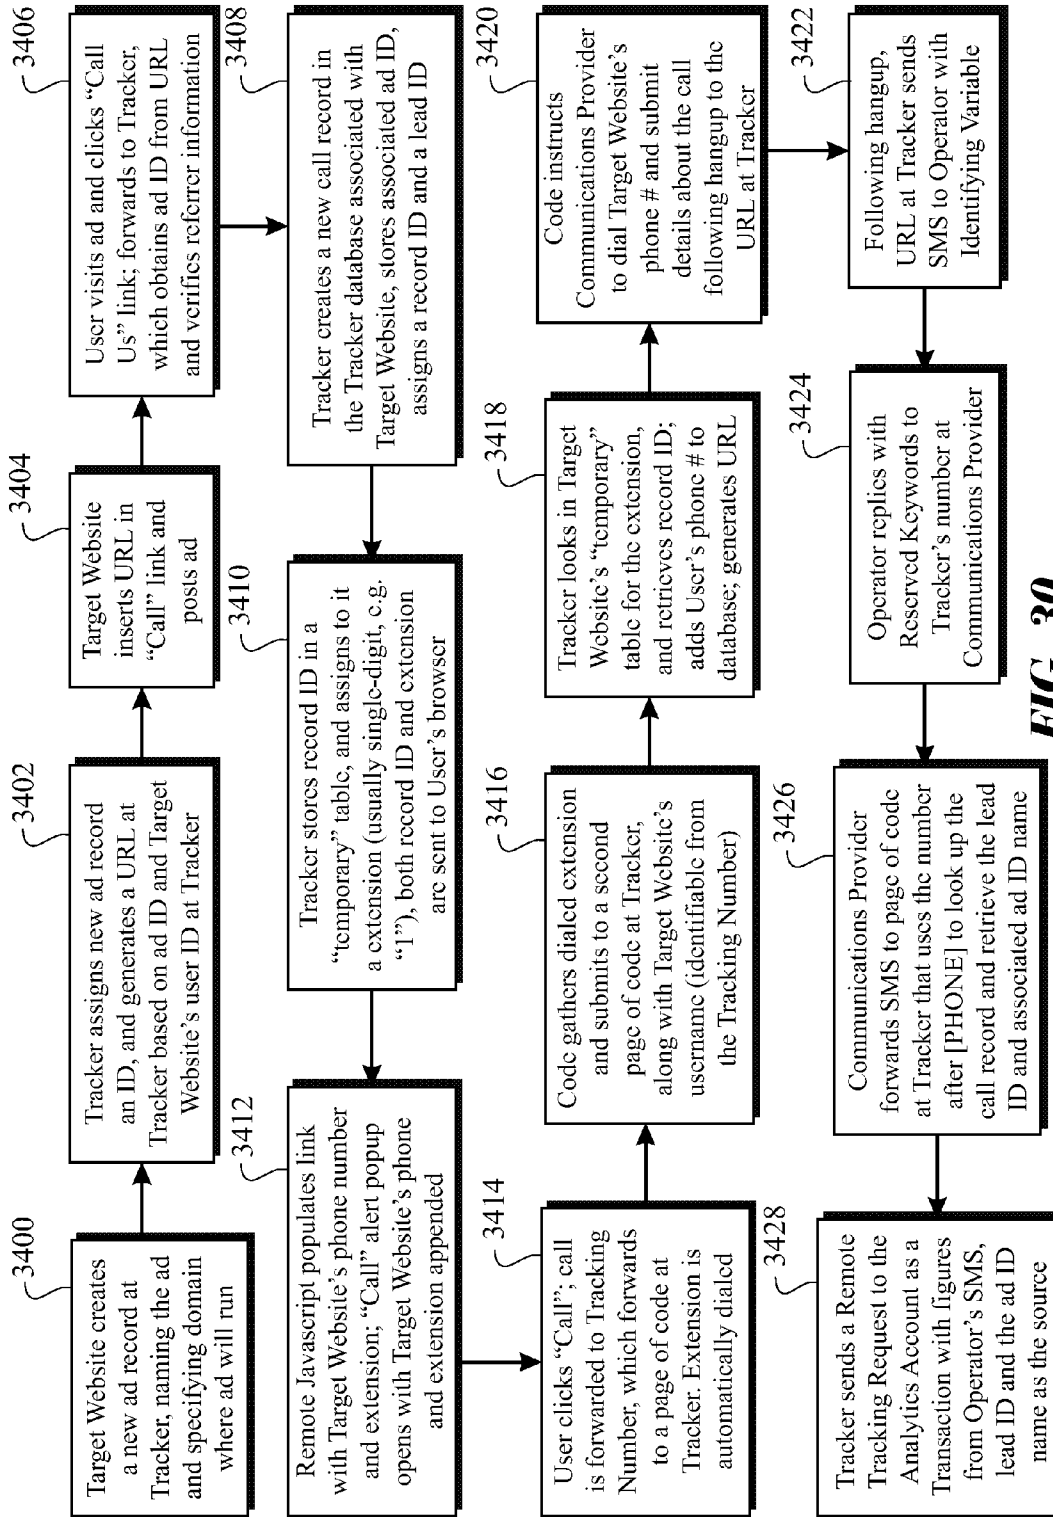 3400
Target Website creates
a new ad record at
Tracker, naming the ad
and specifying domain
where ad will run
3402
Tracker assigns new ad record
an ID, and generates a URL at
Tracker based on ad ID and Target
Website's user ID at Tracker
3404
Target Website
inserts URL in
“Call” link and
posts ad
3406
User visits ad and clicks “Call
Us” link; forwards to Tracker,
which obtains ad ID from URL
and verifies referrer information
3408
Tracker creates a new call record in
the Tracker database associated with
Target Website, stores associated ad ID,
assigns a record ID and a lead ID
3410
Tracker stores record ID in a
“temporary” table, and assigns to it
a extension (usually single-digit, e.g.
“1”), both record ID and extension
are sent to User's browser
3412
Remote Javascript populates link
with Target Website's phone number
and extension; “Call” alert popup
opens with Target Website's phone
and extension appended
3414
User clicks “Call”; call
is forwarded to Tracking
Number, which forwards
to a page of code at
Tracker. Extension is
automatically dialed
3416
Code gathers dialed extension
and submits to a second
page of code at Tracker,
along with Target Website's
username (identifiable from
the Tracking Number)
3418
Tracker looks in Target
Website's “temporary”
table for the extension,
and retrieves record ID;
adds User's phone # to
database; generates URL
3420
Code instructs
Communications Provider
to dial Target Website's
phone # and submit
details about the call
following hangup to the
URL at Tracker
3422
Following hangup,
URL at Tracker sends
SMS to Operator with
Identifying Variable
3424
Operator replies with
Reserved Keywords to
Tracker's number at
Communications Provider
3426
Communications Provider
forwards SMS to page of code
at Tracker that uses the number
after [PHONE] to look up the
call record and retrieve the lead
ID and associated ad ID name
3428
Tracker sends a Remote
Tracking Request to the
Analytics Account as a
Transaction with figures
from Operator's SMS,
lead ID and the ad ID
name as the source
FIG. 30